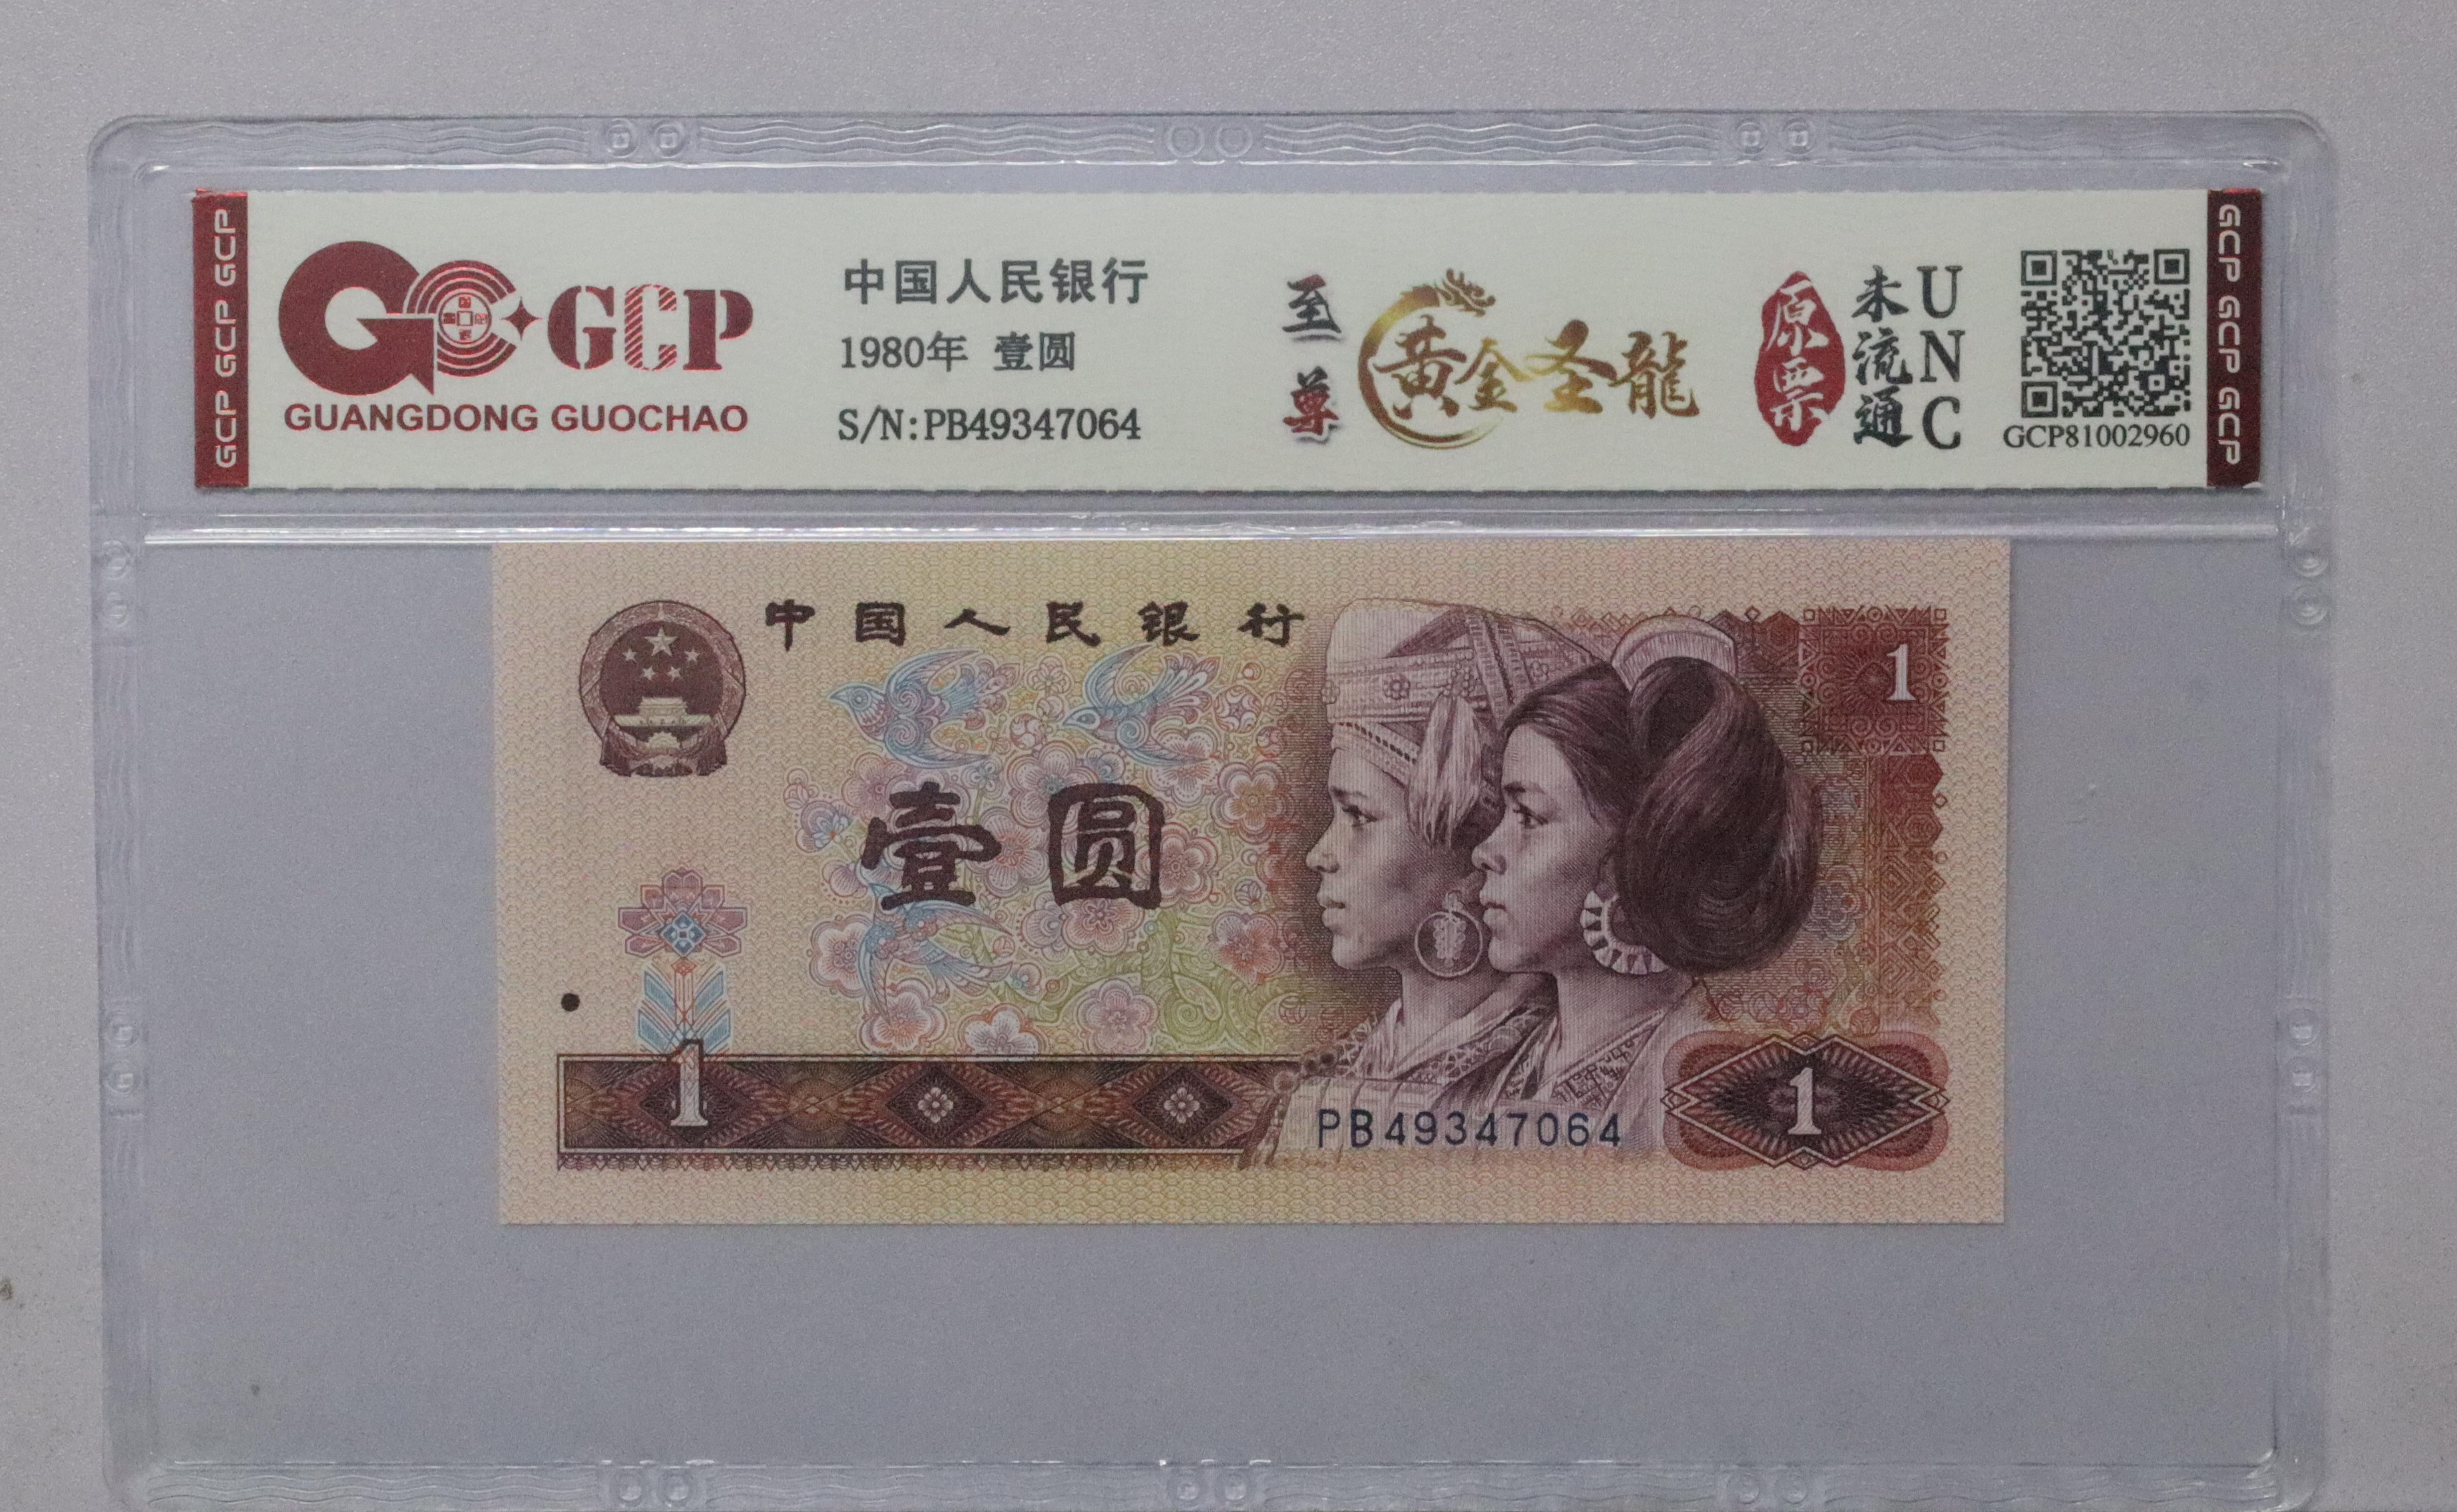 GCP GCP GCP
GCP
GUANGDONG GUOCHAO
中国人民银行
1980年 壹圆
S/N:PB49347064
至尊
黄金圣龍
原票
未流通
UNC
GCP81002960
GCP GCP GCP
中国人民银行
1
壹圆
1
1
PB49347064